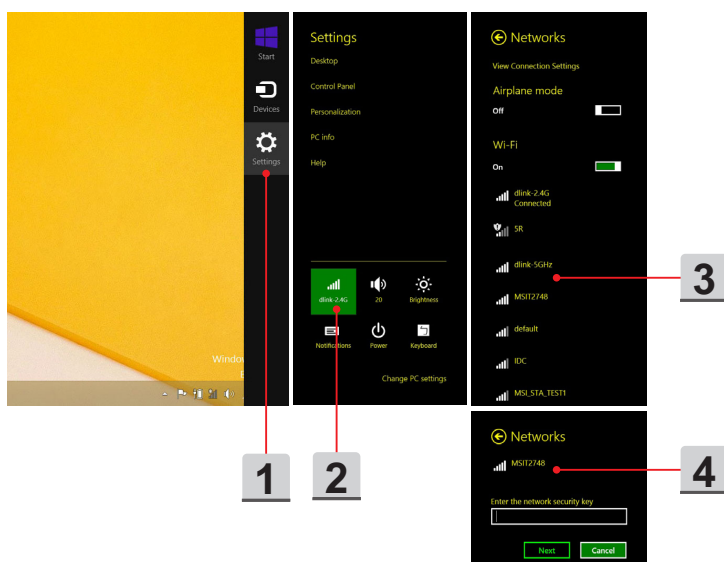 Start
Devices
Settings
Windo
1
Settings
Desktop
Control Panel
Personalization
PC info
Help
dlink-2.4G
20
Brightness
Notifications
Power
Keyboard
Change PC settings
2
Networks
View Connection Settings
Airplane mode
Off
Wi-Fi
On
dlink-2.4G
Connected
5R
dlink-5GHz
MSIT2748
default
IDC
MSI_STA_TEST1
3
Networks
MSIT2748
Enter the network security key
Next
Cancel
4